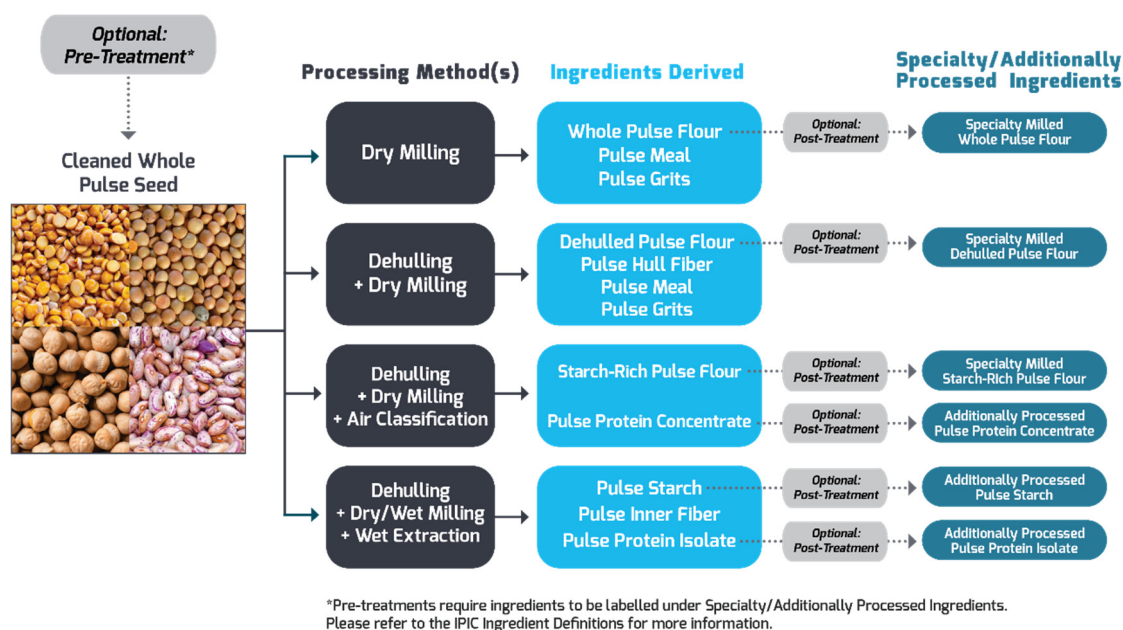 Optional:
Pre-Treatment*
Cleaned Whole
Pulse Seed
Processing Method(s)
Ingredients Derived
Specialty/Additionally
Processed Ingredients
Dry Milling
Whole Pulse Flour
Pulse Meal
Pulse Grits
Optional:
Post-Treatment
Specialty Milled
Whole Pulse Flour
Dehulling
+ Dry Milling
Dehulled Pulse Flour
Pulse Hull Fiber
Pulse Meal
Pulse Grits
Optional:
Post-Treatment
Specialty Milled
Dehulled Pulse Flour
Dehulling
+ Dry Milling
+ Air Classification
Starch-Rich Pulse Flour
Optional:
Post-Treatment
Specialty Milled
Starch-Rich Pulse Flour
Pulse Protein Concentrate
Optional:
Post-Treatment
Additionally Processed
Pulse Protein Concentrate
Dehulling
+ Dry/Wet Milling
+ Wet Extraction
Pulse Starch
Pulse Inner Fiber
Pulse Protein Isolate
Optional:
Post-Treatment
Additionally Processed
Pulse Starch
Optional:
Post-Treatment
Additionally Processed
Pulse Protein Isolate
*Pre-treatments require ingredients to be labelled under Specialty/Additionally Processed Ingredients.
Please refer to the IPIC Ingredient Definitions for more information.